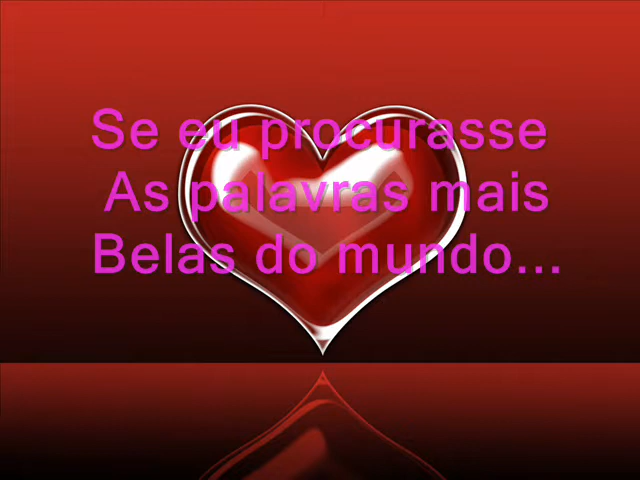 Se eu procurasse
As palavras mais
Belas do mundo...